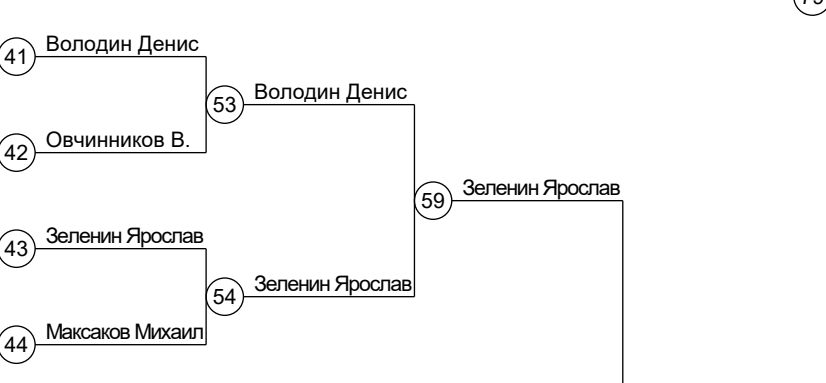 41 Володин Денис
53 Володин Денис
42 Овчинников В.
59 Зеленин Ярослав
43 Зеленин Ярослав
54 Зеленин Ярослав
44 Максаков Михаил